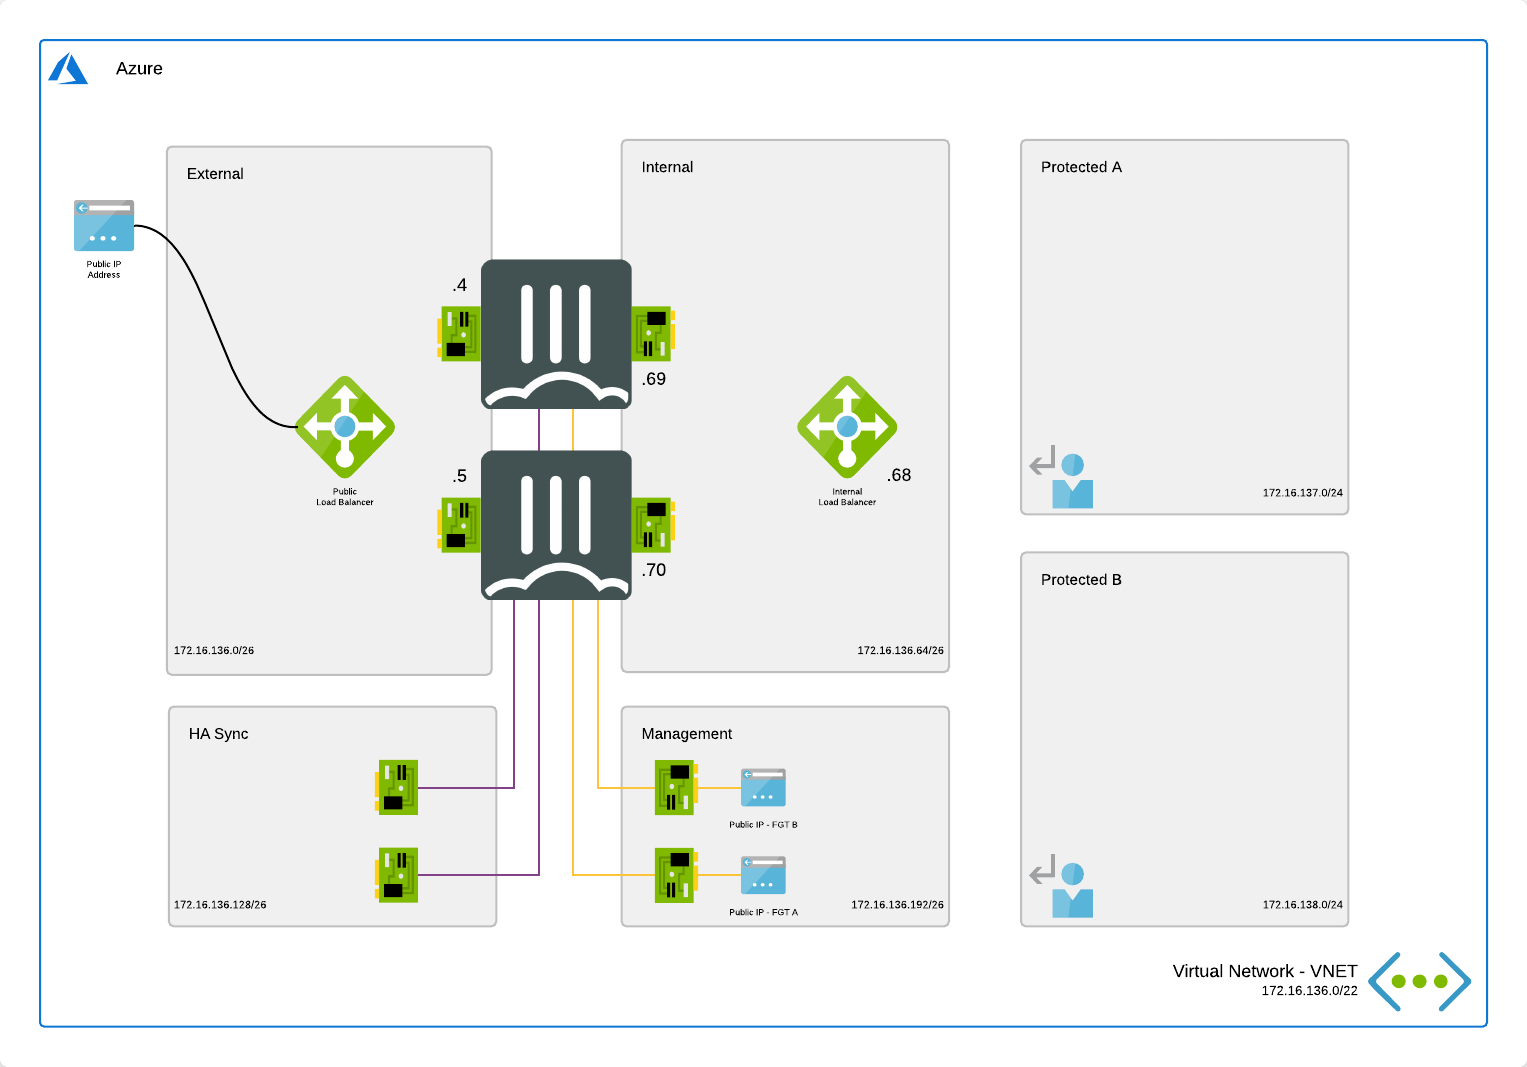 Azure
External
Internal
Protected A
Public IP
Address
.4
.69
.5
.68
Public
Load Balancer
Internal
Load Balancer
172.16.137.0/24
.70
Protected B
172.16.136.0/26
172.16.136.64/26
HA Sync
Management
Public IP - FGT B
172.16.136.128/26
Public IP - FGT A
172.16.136.192/26
172.16.138.0/24
Virtual Network - VNET
172.16.136.0/22